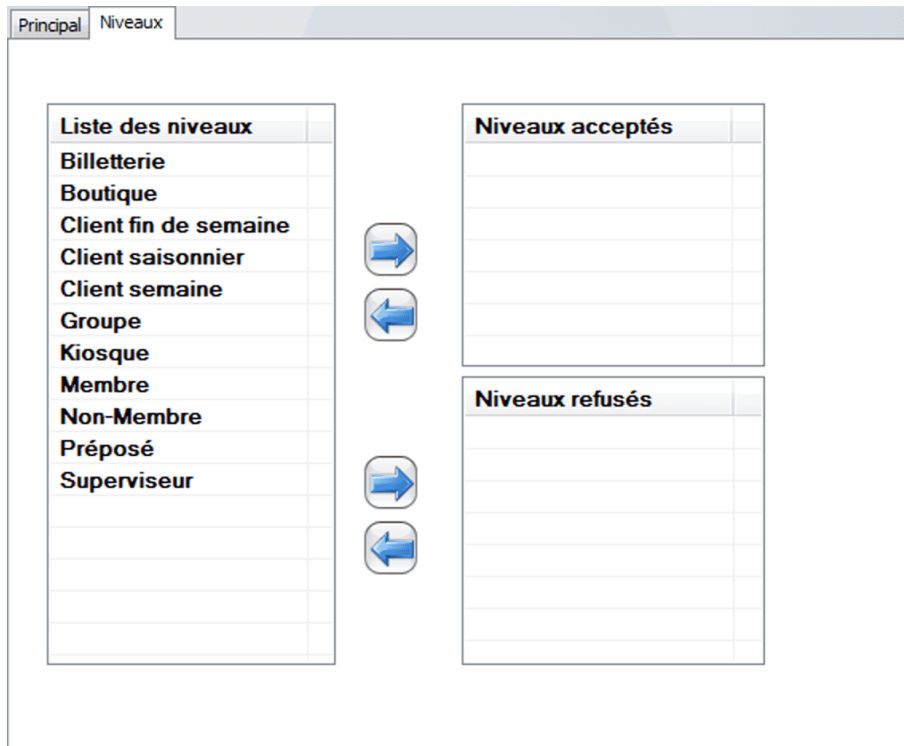 Principal
Niveaux
Liste des niveaux
Billetterie
Boutique
Client fin de semaine
Client saisonnier
Client semaine
Groupe
Kiosque
Membre
Non-Membre
Préposé
Superviseur
Niveaux acceptés
Niveaux refusés